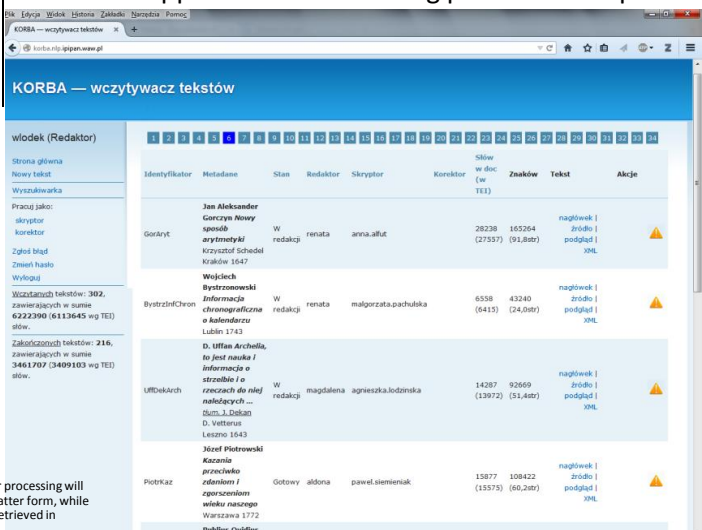 Plik Edycja Widok Historia Zakładki Narzędzia Pomoc
KORBA — wczytywacz tekstów × +
korba.nlp.ipipan.waw.pl
KORBA — wczytywacz tekstów
wlodek (Redaktor)
Strona główna
Nowy tekst
Wyszukiwarka
Pracuj jako:
skryptor
korektor
Zgłoś błąd
Zmień hasło
Wyloguj
Wczytanych tekstów: 302,
zawierających w sumie
6222390 (6113645 wg TEI)
słów.
Zakończonych tekstów: 216,
zawierających w sumie
3461707 (3409103 wg TEI)
słów.
1 2 3 4 5 6 7 8 9 10 11 12 13 14 15 16 17 18 19 20 21 22 23 24 25 26 27 28 29 30 31 32 33 34
Identyfikator Metadane Stan Redaktor Skryptor Korektor Słów w doc (w TEI) Znaków Tekst Akcje
GorAryt
Jan Aleksander
Gorczyn Nowy
sposób
arytmetyki
Krzysztof Schedel
Kraków 1647
W
redakcji
renata
anna.alfut
28238
(27557)
165264
(91,8str)
nagłówek |
źródło |
podgląd |
XML
BystrzInfChron
Wojciech
Bystrzonowski
Informacja
chronograficzna
o kalendarzu
Lublin 1743
W
redakcji
renata
malgorzata.pachulska
6558
(6415)
43240
(24,0str)
nagłówek |
źródło |
podgląd |
XML
UffDekArch
D. Uffan Archelia,
to jest nauka i
informacja o
strzelbie i o
rzeczach do niej
należących ...
tłum. J. Dekan
D. Vetterus
Leszno 1643
W
redakcji
magdalena
agnieszka.lodzinska
14287
(13972)
92669
(51,4str)
nagłówek |
źródło |
podgląd |
XML
PiotrKaz
Józef Piotrowski
Kazania
przeciwko
zdaniom i
zgorszeniom
wieku naszego
Warszawa 1772
Gotowy
aldona
pawel.siemieniak
15877
(15575)
108422
(60,2str)
nagłówek |
źródło |
podgląd |
XML
processing will
atter form, while
etrieved in